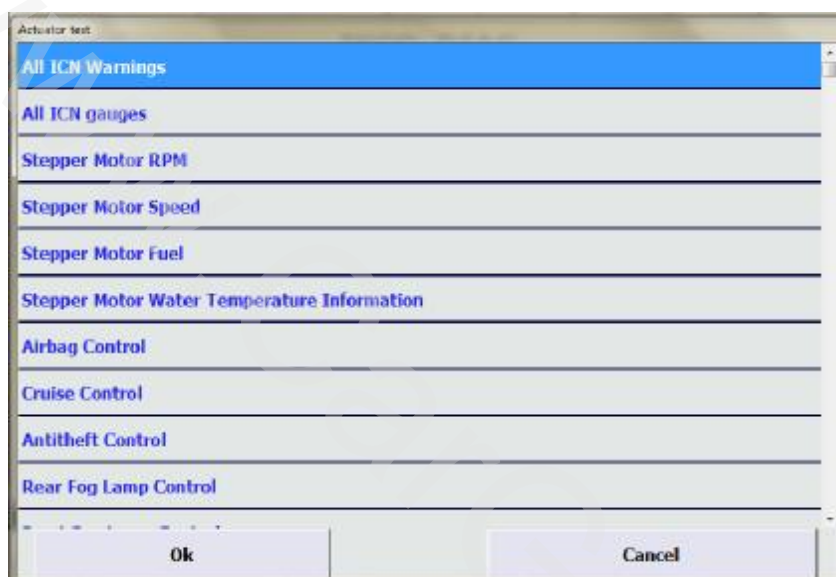 Actuator test
All ICN Warnings
All ICN gauges
Stepper Motor RPM
Stepper Motor Speed
Stepper Motor Fuel
Stepper Motor Water Temperature Information
Airbag Control
Cruise Control
Antitheft Control
Rear Fog Lamp Control
Ok Cancel